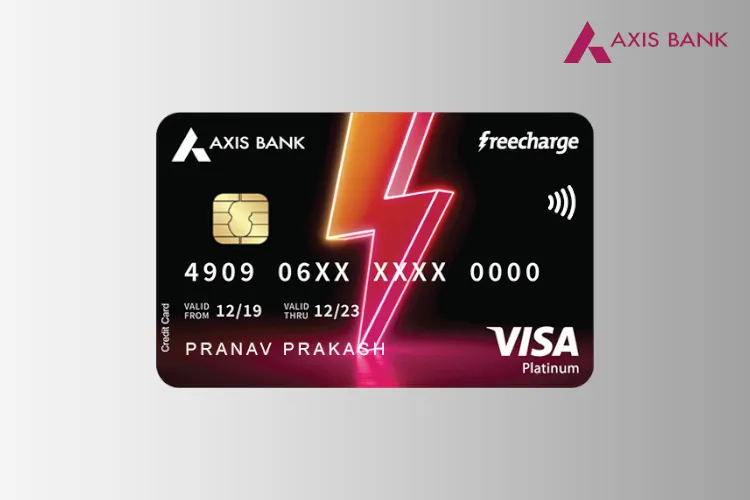 AXIS BANK
AXIS BANK
freecharge
4909 06XX XXXX 0000
VALID FROM 12/19 VALID THRU 12/23
Credit Card
PRANAV PRAKASH
VISA
Platinum